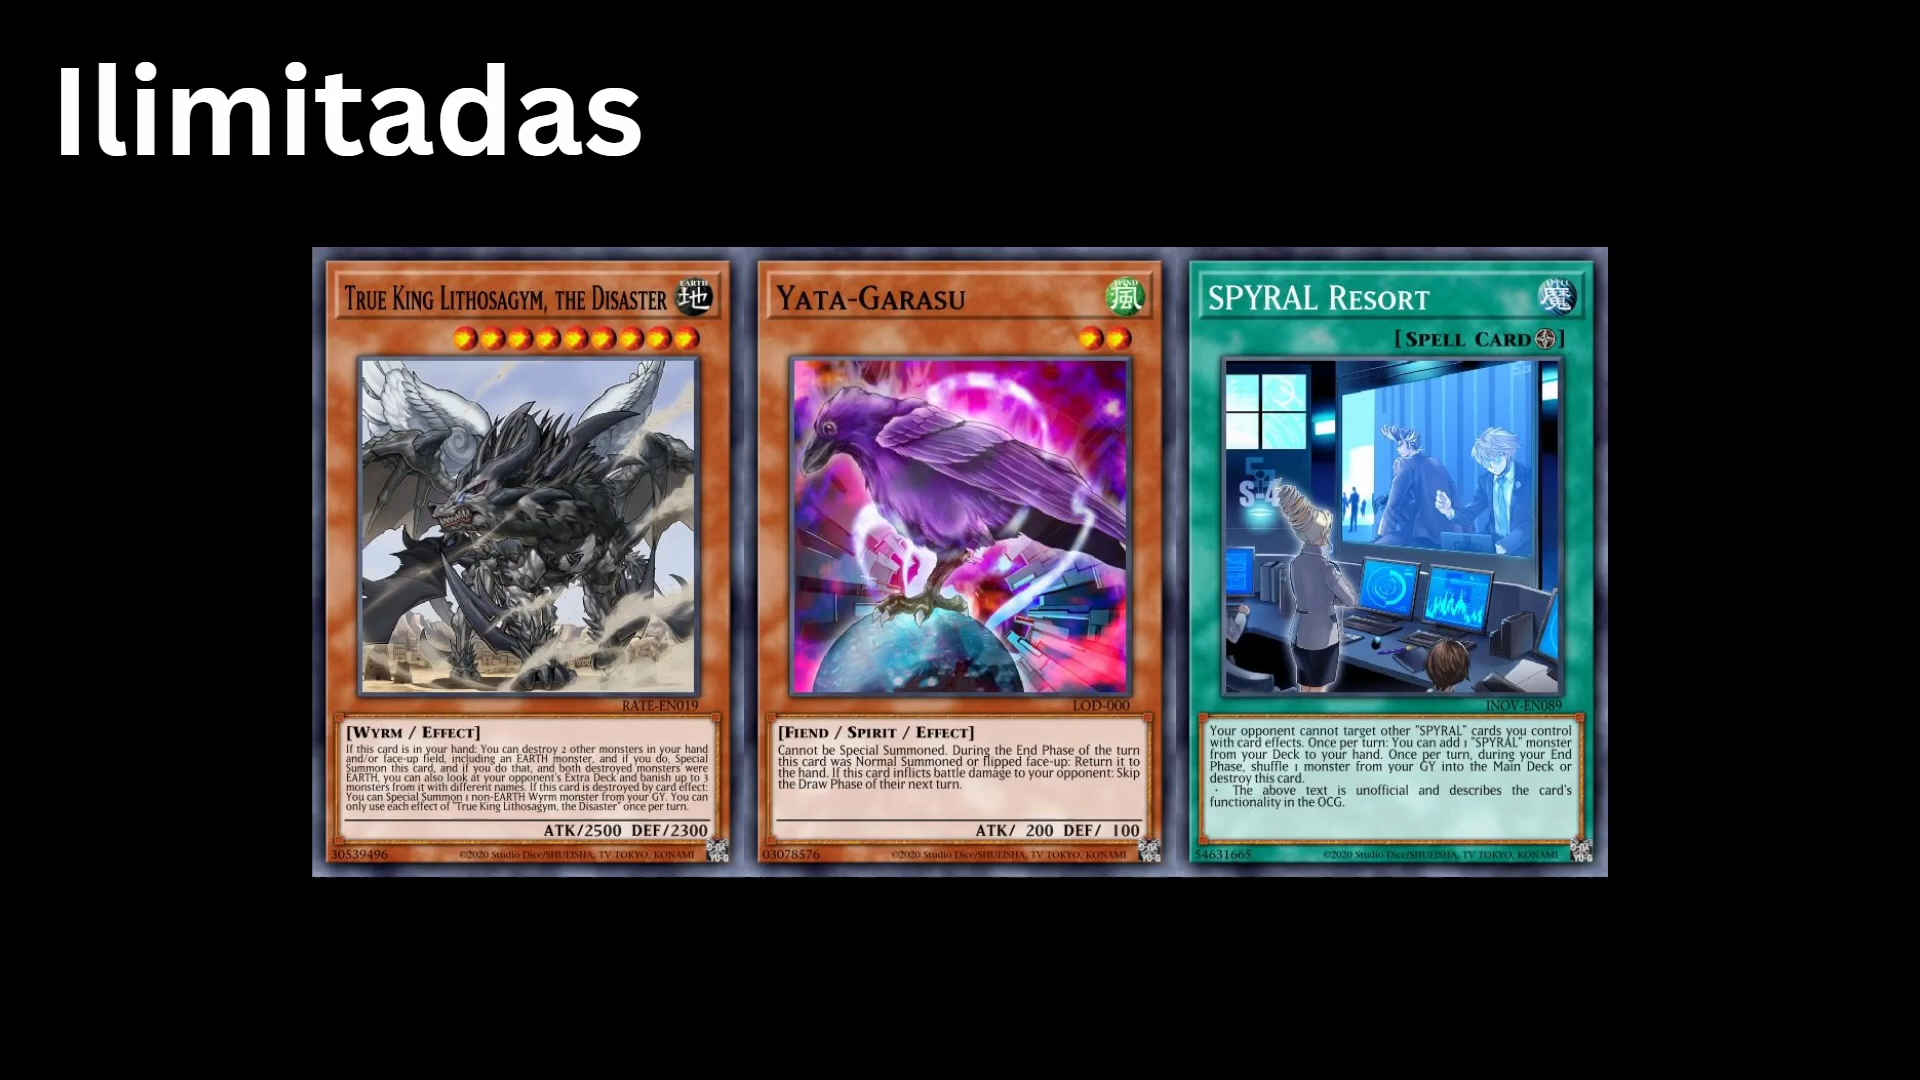 Ilimitadas
True King Lithosagym, the Disaster
EARTH
地
RATE-EN019
[Wyrm / Effect]
If this card is in your hand: You can destroy 2 other monsters in your hand
and/or face-up field, including an EARTH monster, and if you do, Special
Summon this card, and if you do that, and both destroyed monsters were
EARTH, you can also look at your opponent's Extra Deck and banish up to 3
monsters from it with different names. If this card is destroyed by card effect:
You can Special Summon 1 non-EARTH Wyrm monster from your GY. You can
only use each effect of "True King Lithosagym, the Disaster" once per turn.
ATK/2500 DEF/2300
30539496
©2020 Studio Dice/SHUEISHA, TV TOKYO, KONAMI
Yata-Garasu
WIND
風
LOD-000
[Fiend / Spirit / Effect]
Cannot be Special Summoned. During the End Phase of the turn
this card was Normal Summoned or flipped face-up: Return it to
the hand. If this card inflicts battle damage to your opponent: Skip
the Draw Phase of their next turn.
ATK/ 200 DEF/ 100
03078576
©2020 Studio Dice/SHUEISHA, TV TOKYO, KONAMI
SPYRAL Resort
SPELL
魔
[Spell Card]
S-4
INOV-EN089
Your opponent cannot target other "SPYRAL" cards you control
with card effects. Once per turn: You can add 1 "SPYRAL" monster
from your Deck to your hand. Once per turn, during your End
Phase, shuffle 1 monster from your GY into the Main Deck or
destroy this card.
· The above text is unofficial and describes the card's
functionality in the OCG.
54631665
©2020 Studio Dice/SHUEISHA, TV TOKYO, KONAMI